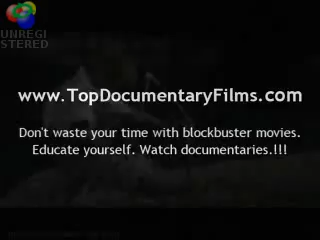 UNREGI
STERED
www.TopDocumentaryFilms.com
Don't waste your time with blockbuster movies.
Educate yourself. Watch documentaries.!!!